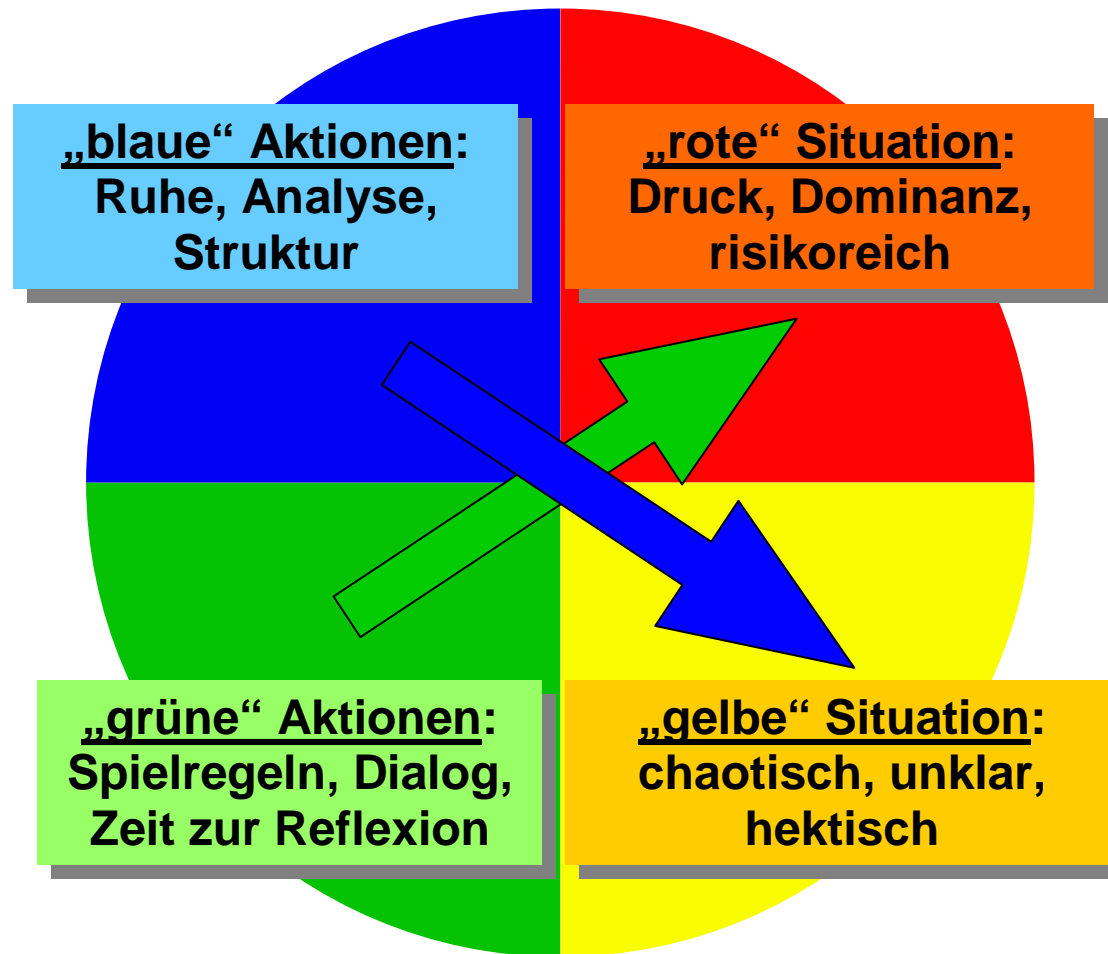 „blaue“ Aktionen:
Ruhe, Analyse,
Struktur
„rote“ Situation:
Druck, Dominanz,
risikoreich
„grüne“ Aktionen:
Spielregeln, Dialog,
Zeit zur Reflexion
„gelbe“ Situation:
chaotisch, unklar,
hektisch